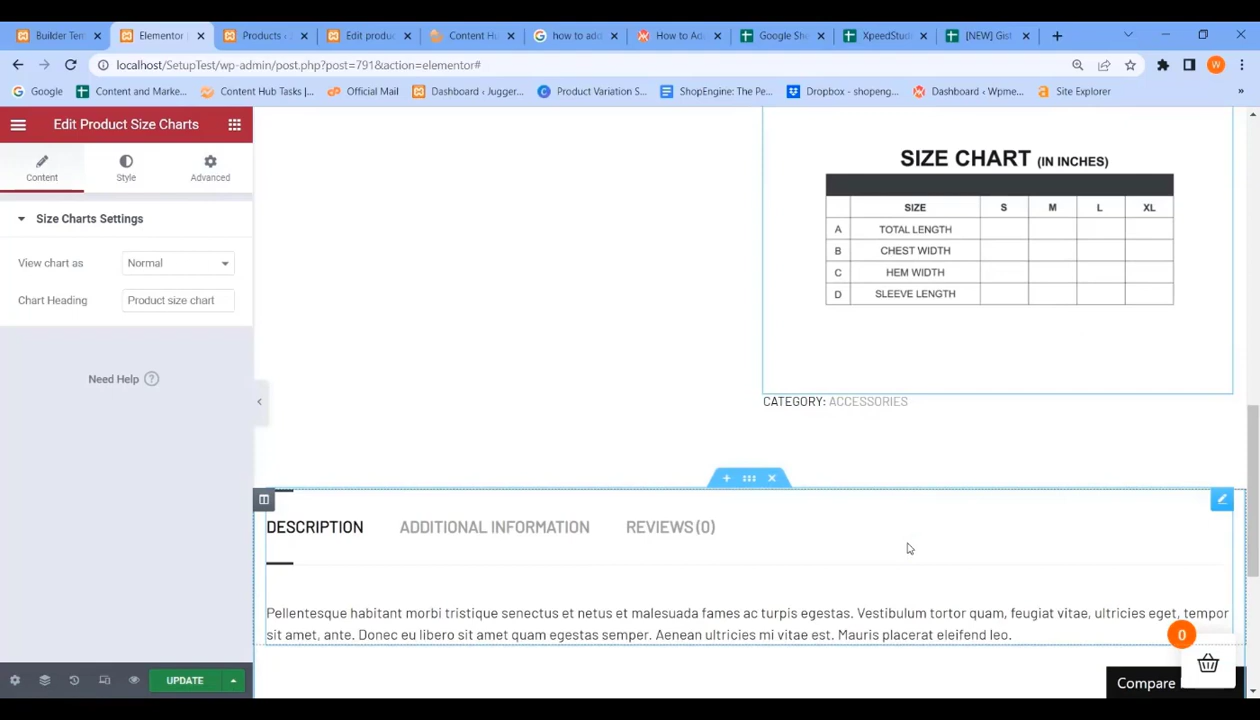 Builder Ten
Elementor
Products ‹
Edit produc
Content Hu
how to add
How to Ad
Google She
XpeedStud
[NEW] Gist
localhost/SetupTest/wp-admin/post.php?post=791&action=elementor#
W
Google
Content and Marke...
Content Hub Tasks |...
Official Mail
Dashboard ‹ Jugger...
Product Variation S...
ShopEngine: The Pe...
Dropbox - shopeng...
Dashboard ‹ Wpme...
Site Explorer
»
Edit Product Size Charts
Content
Style
Advanced
Size Charts Settings
View chart as
Normal
Chart Heading
Product size chart
Need Help ?
UPDATE
SIZE CHART (IN INCHES)
SIZE S M L XL
A TOTAL LENGTH
B CHEST WIDTH
C HEM WIDTH
D SLEEVE LENGTH
CATEGORY: ACCESSORIES
DESCRIPTION
ADDITIONAL INFORMATION
REVIEWS (0)
Pellentesque habitant morbi tristique senectus et netus et malesuada fames ac turpis egestas. Vestibulum tortor quam, feugiat vitae, ultricies eget, tempor
sit amet, ante. Donec eu libero sit amet quam egestas semper. Aenean ultricies mi vitae est. Mauris placerat eleifend leo.
0
Compare